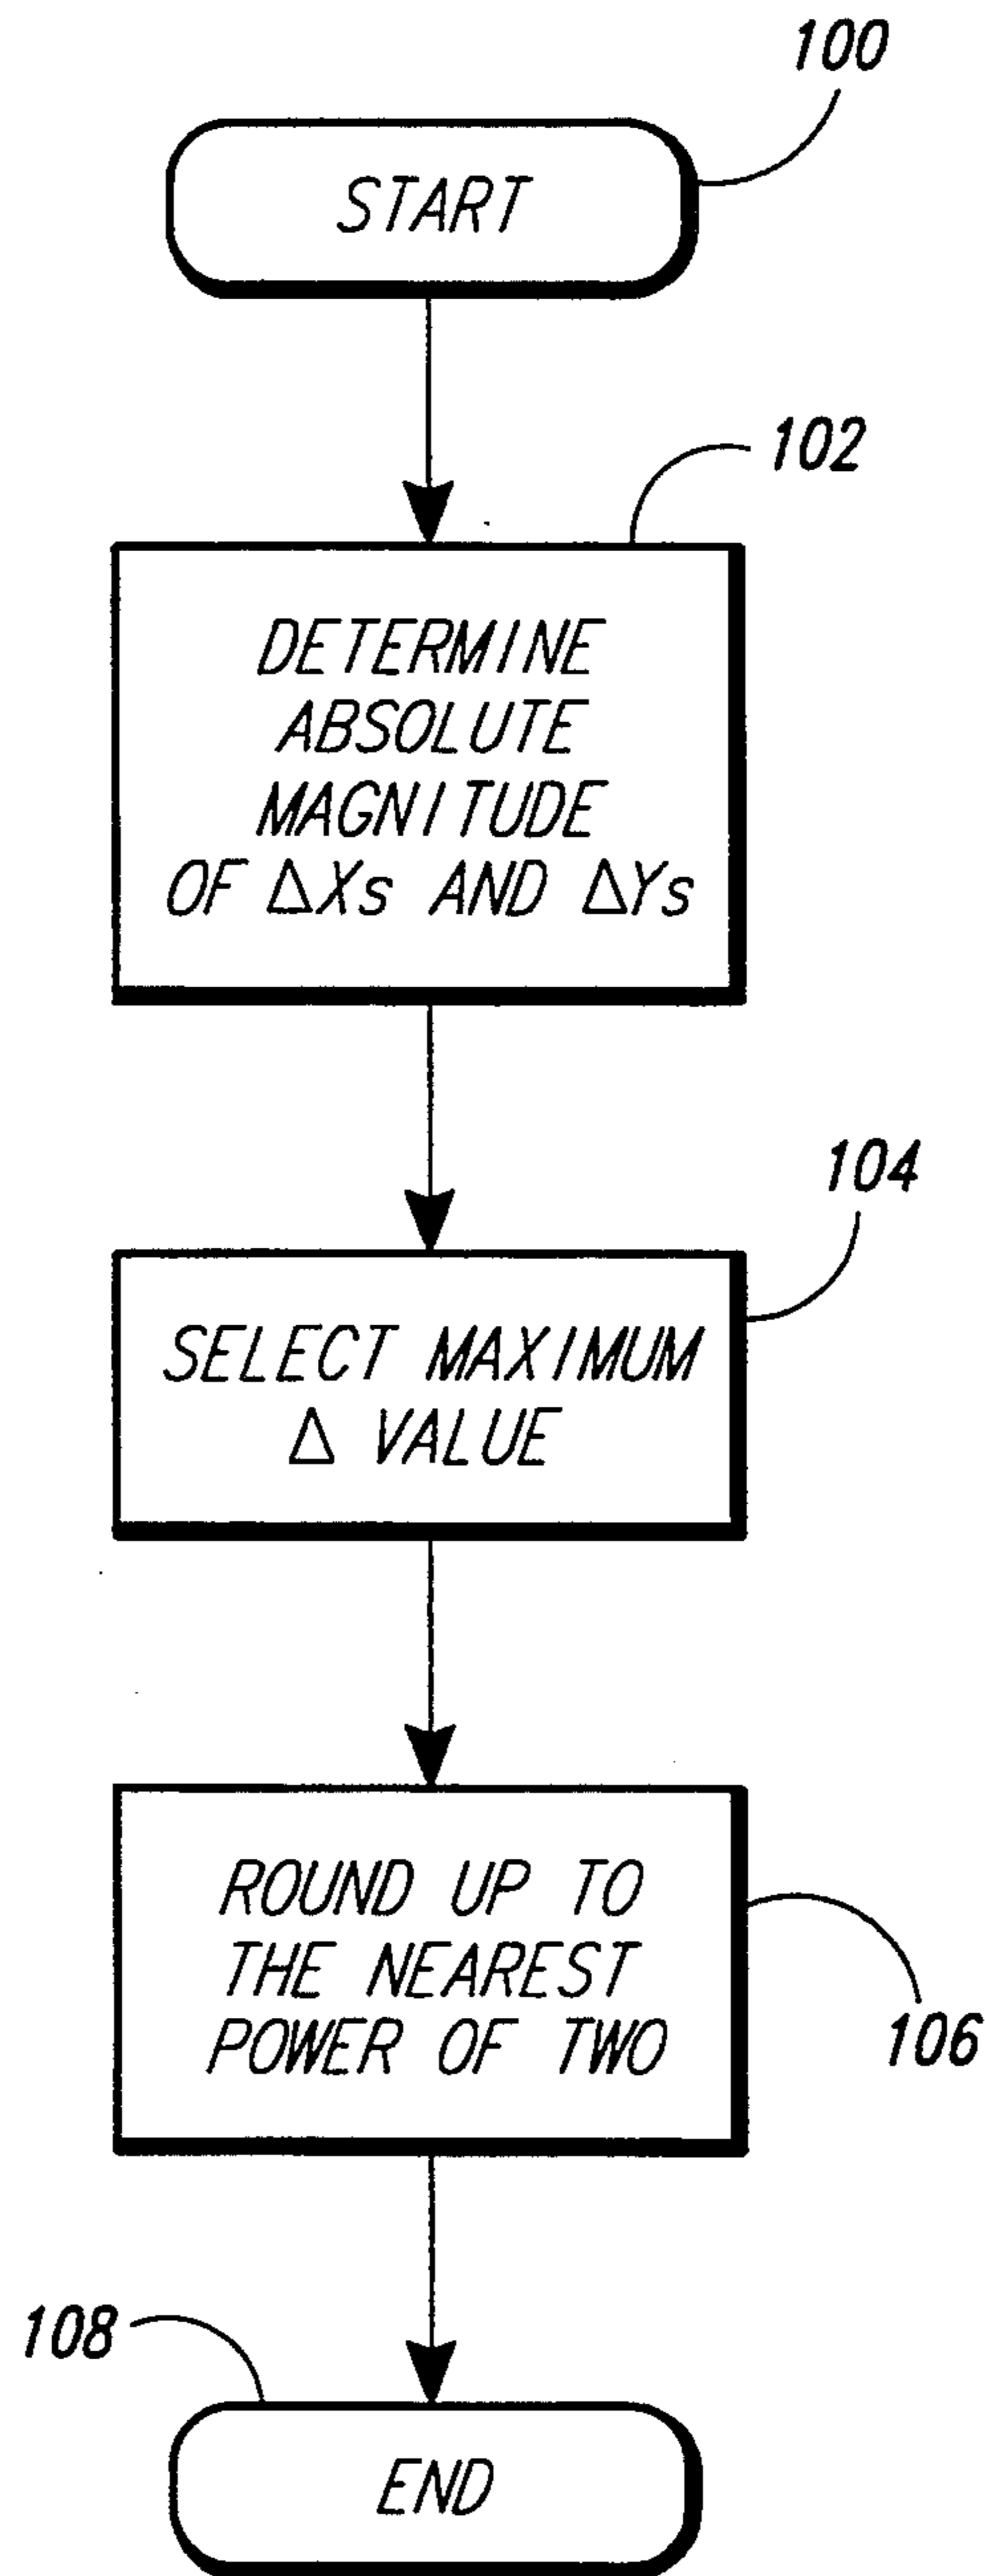 100
START
102
DETERMINE
ABSOLUTE
MAGNITUDE
OF ΔXs AND ΔYs
104
SELECT MAXIMUM
Δ VALUE
ROUND UP TO
THE NEAREST
POWER OF TWO
106
108
END